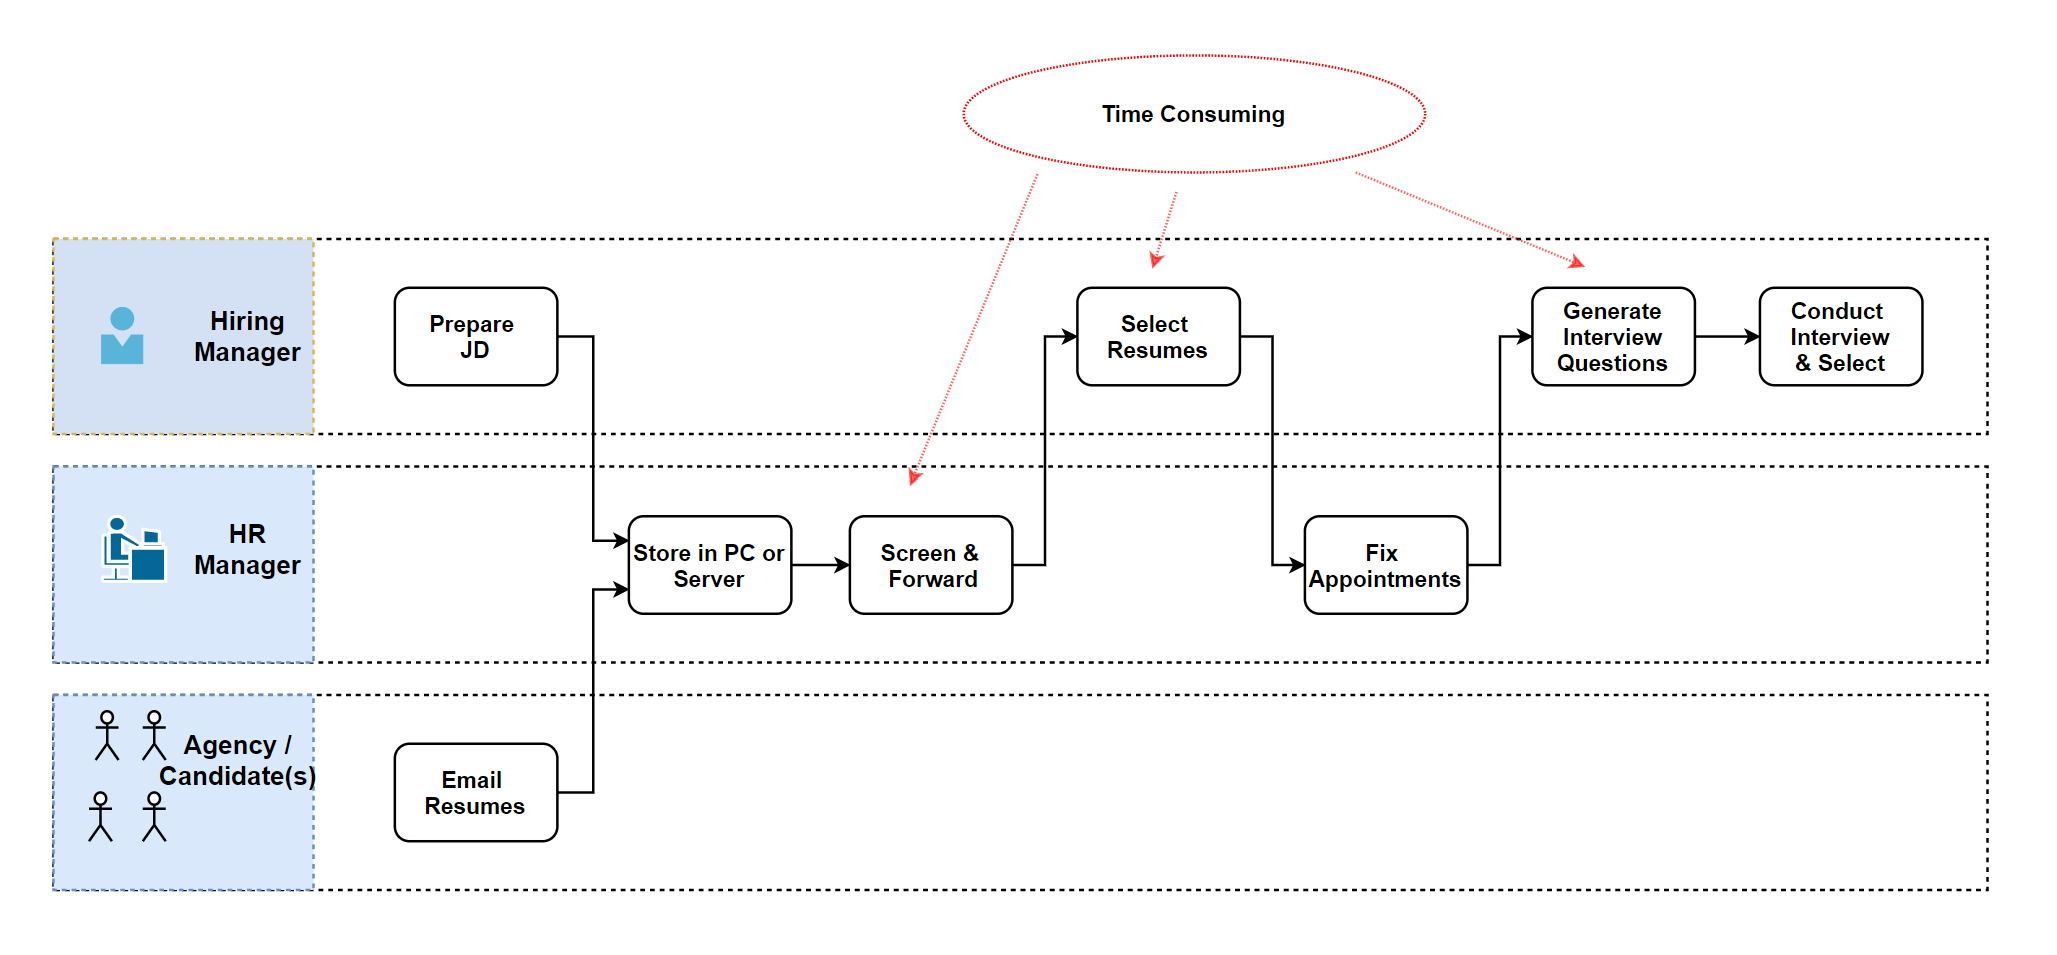 Time Consuming
Hiring
Manager
Prepare
JD
Select
Resumes
Generate
Interview
Questions
Conduct
Interview
& Select
HR
Manager
Store in PC or
Server
Screen &
Forward
Fix
Appointments
Agency /
Candidate(s)
Email
Resumes